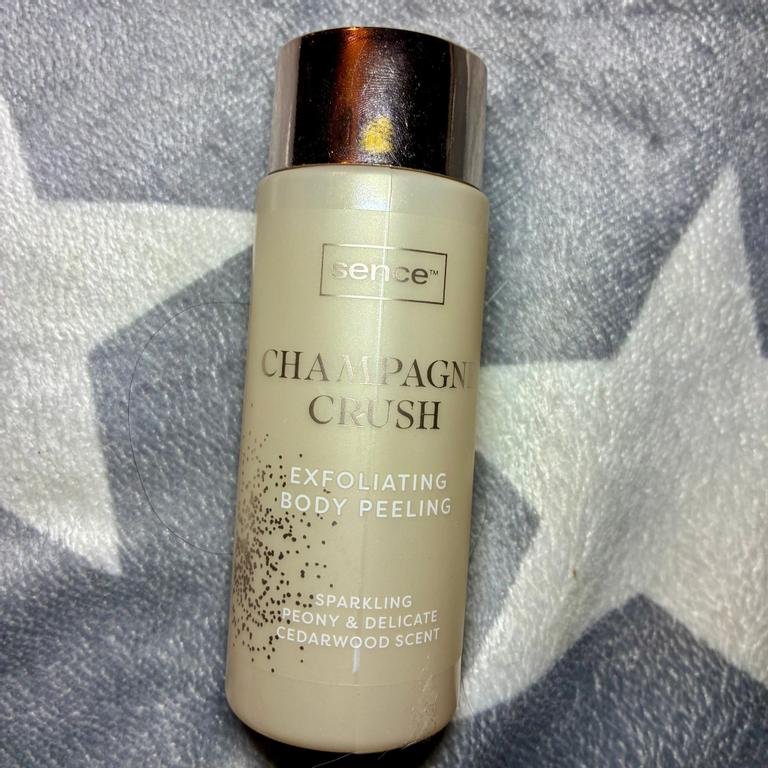 sence™
CHAMPAGNE
CRUSH
EXFOLIATING
BODY PEELING
SPARKLING
PEONY & DELICATE
CEDARWOOD SCENT